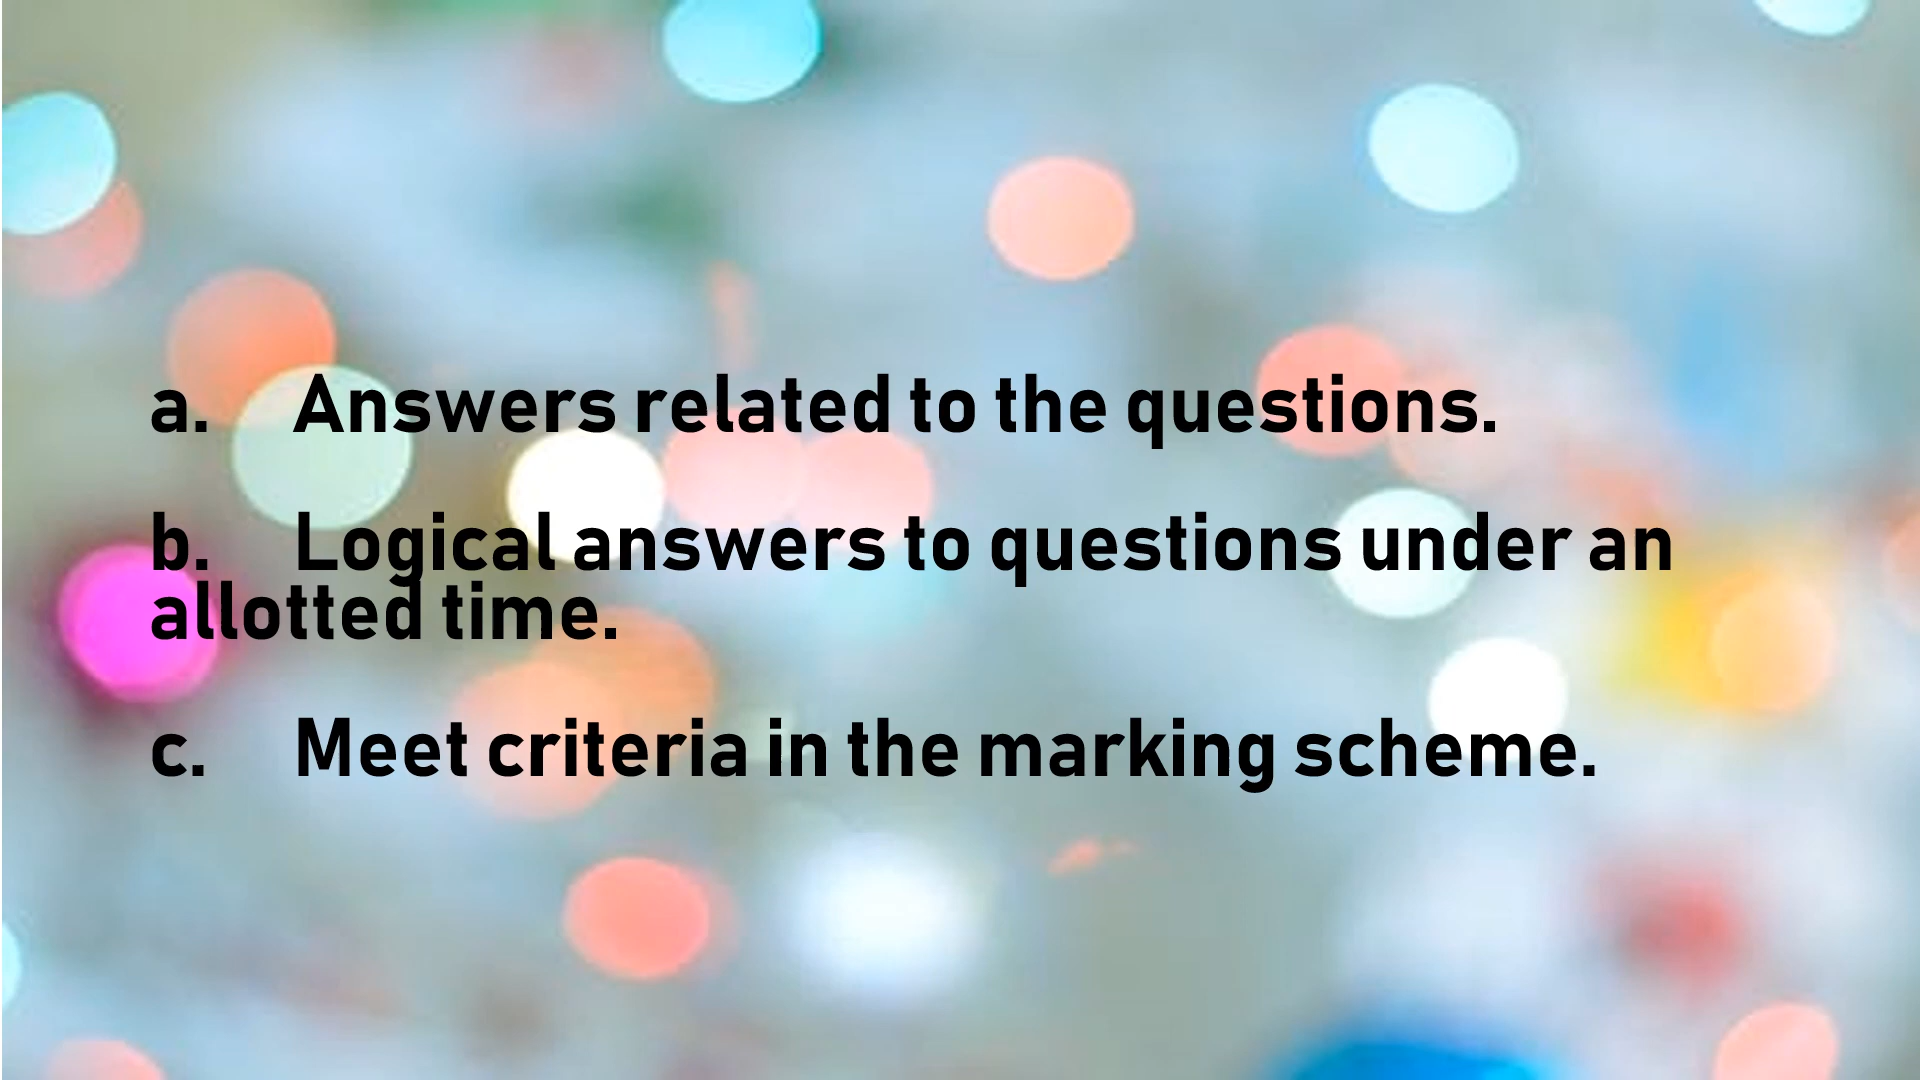 a. Answers related to the questions.
b. Logical answers to questions under an
allotted time.
c. Meet criteria in the marking scheme.